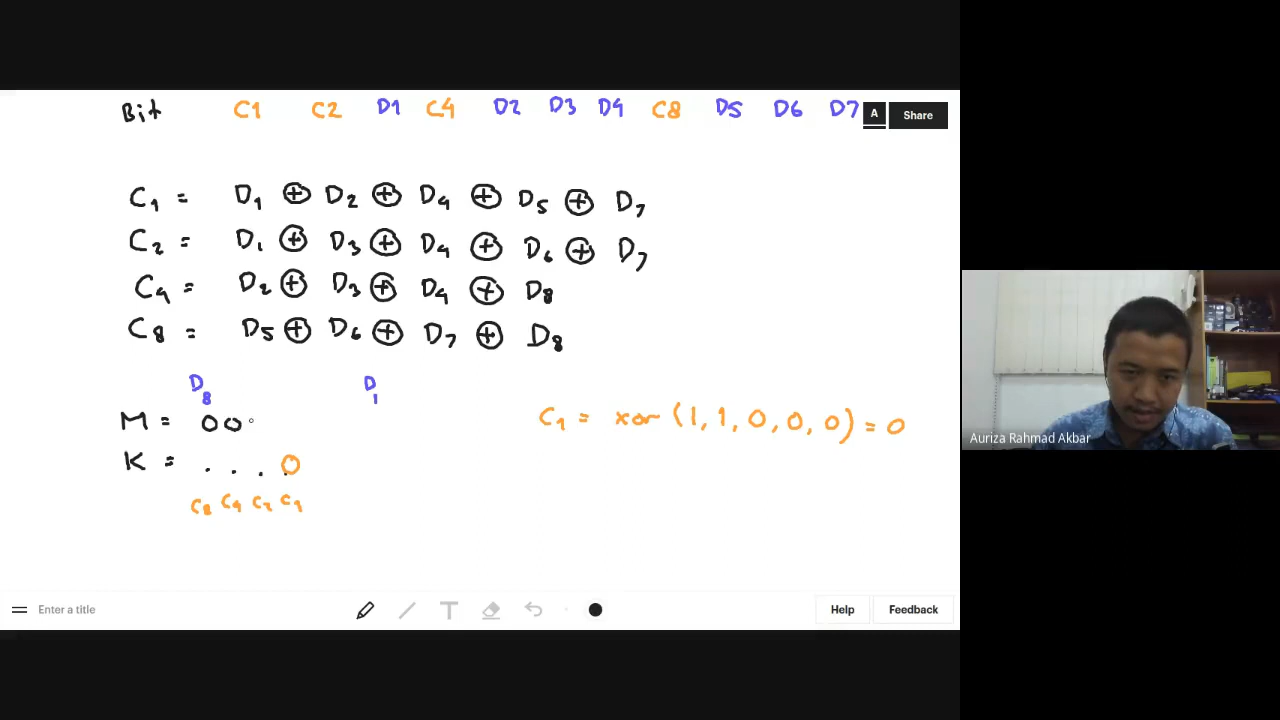 Bit C1 C2 D1 C4 D2 D3 D4 C8 D5 D6 D7
A Share
C1 = D1 ⊕ D2 ⊕ D4 ⊕ D5 ⊕ D7
C2 = D1 ⊕ D3 ⊕ D4 ⊕ D6 ⊕ D7
C4 = D2 ⊕ D3 ⊕ D4 ⊕ D8
C8 = D5 ⊕ D6 ⊕ D7 ⊕ D8
D8 D1
M = 00
C1 = xor (1, 1, 0, 0, 0) = 0
K = . . . 0
C8 C4 C2 C1
Auriza Rahmad Akbar
Enter a title
T
Help
Feedback